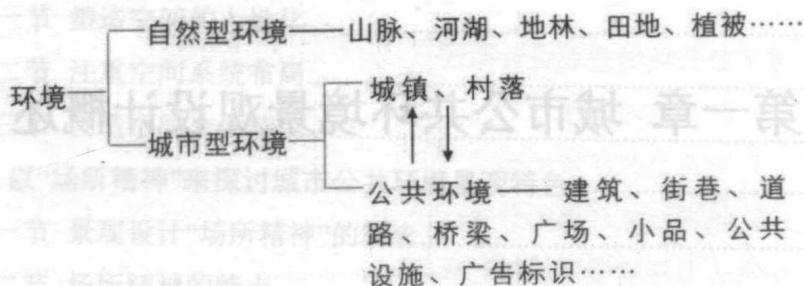 自然型环境——山脉、河湖、地林、田地、植被……
环境
城镇、村落
城市型环境
公共环境——建筑、街巷、道
路、桥梁、广场、小品、公共
设施、广告标识……
第一章 城市公共环境景观设计概述